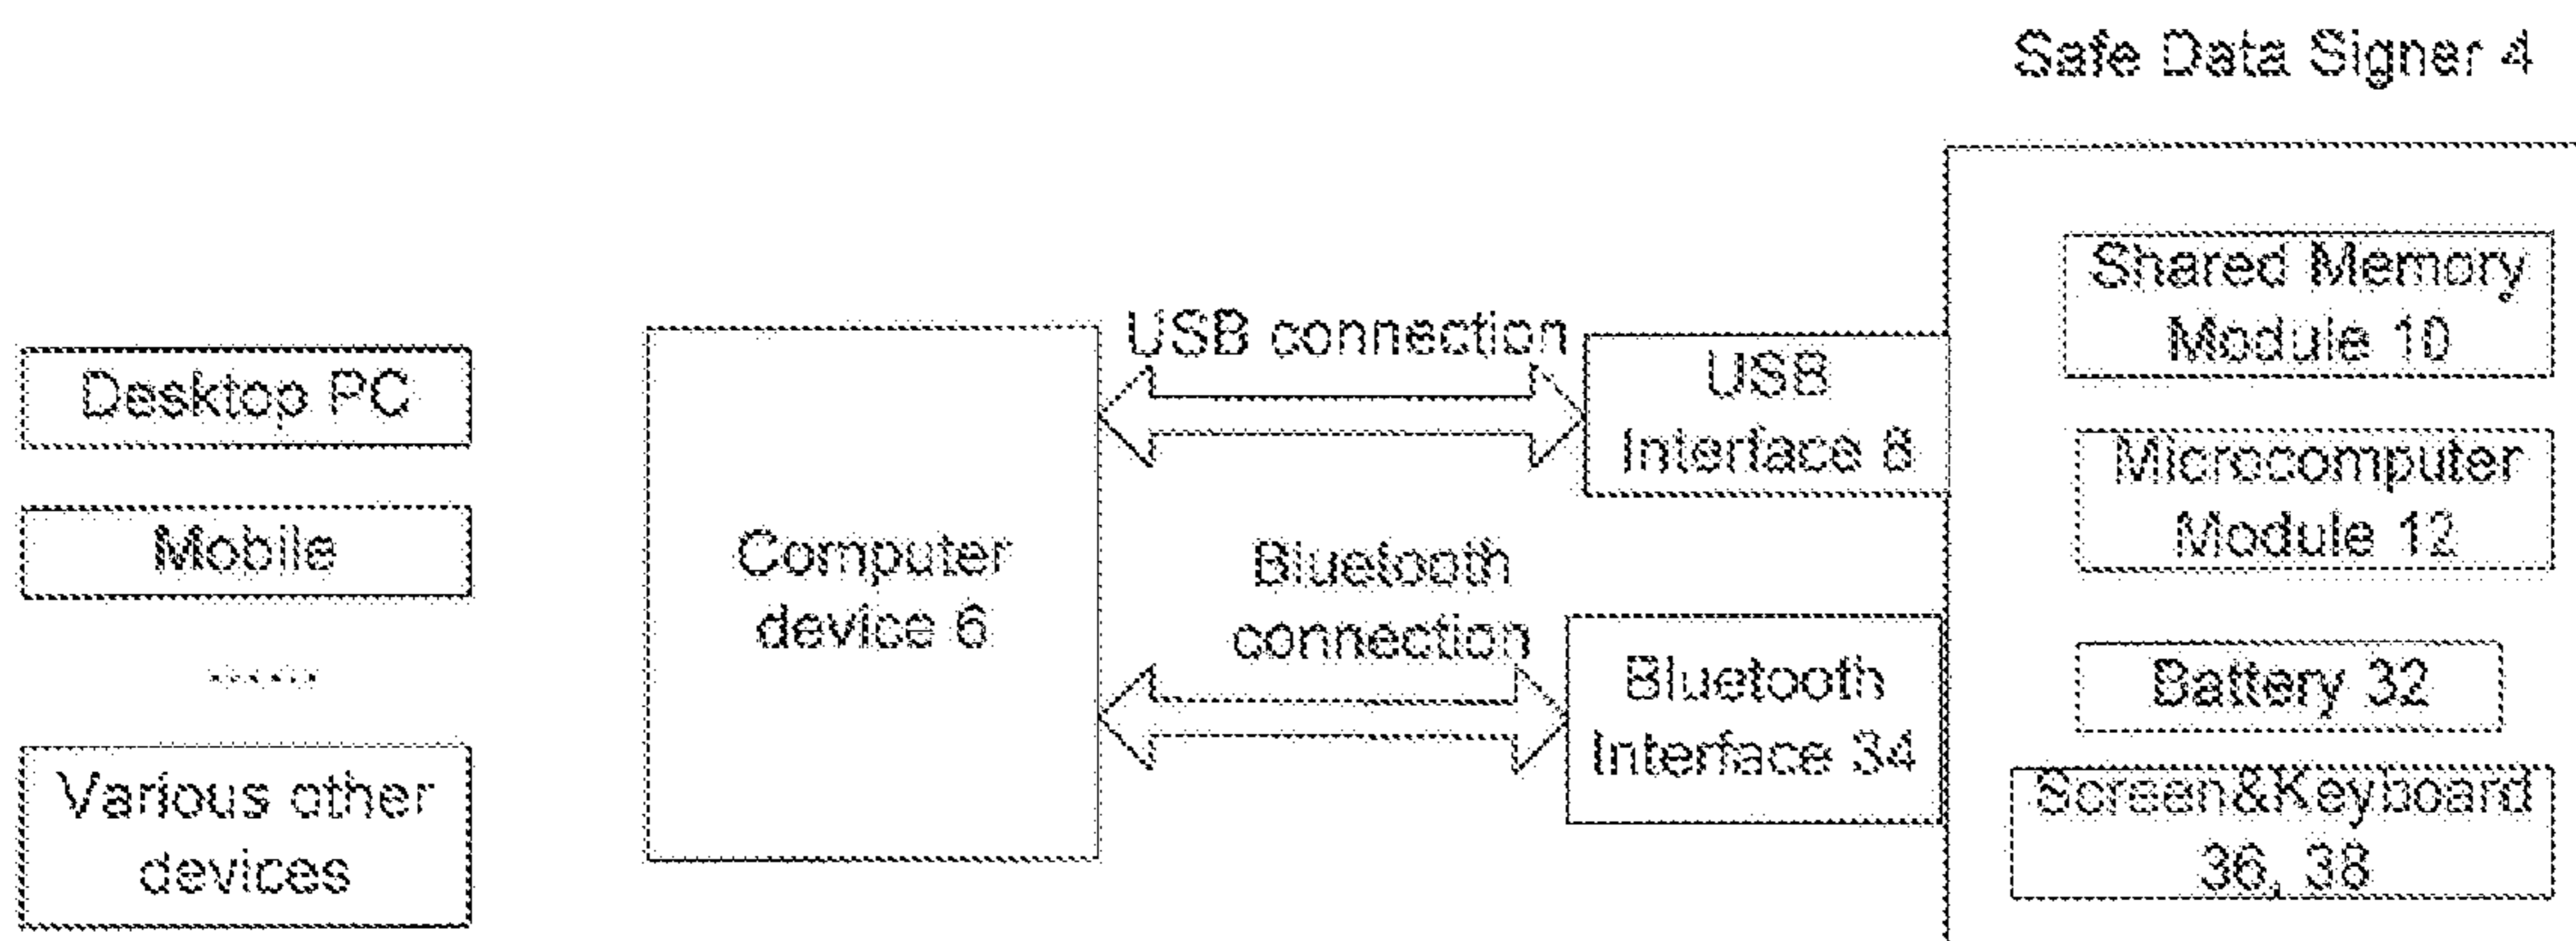 Safe Data Signer 4
Desktop PC
Mobile
......
Various other
devices
Computer
device 6
USB connection
Bluetooth
connection
USB
Interface 8
Bluetooth
Interface 34
Shared Memory
Module 10
Microcomputer
Module 12
Battery 32
Screen&Keyboard
36, 38